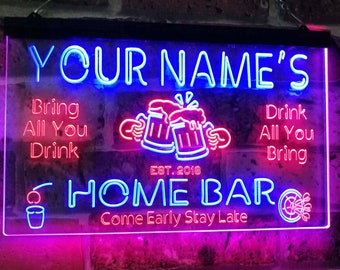 YOUR NAME'S
Bring
All You
Drink
Drink
All You
Bring
EST. 2018
HOME BAR
Come Early Stay Late